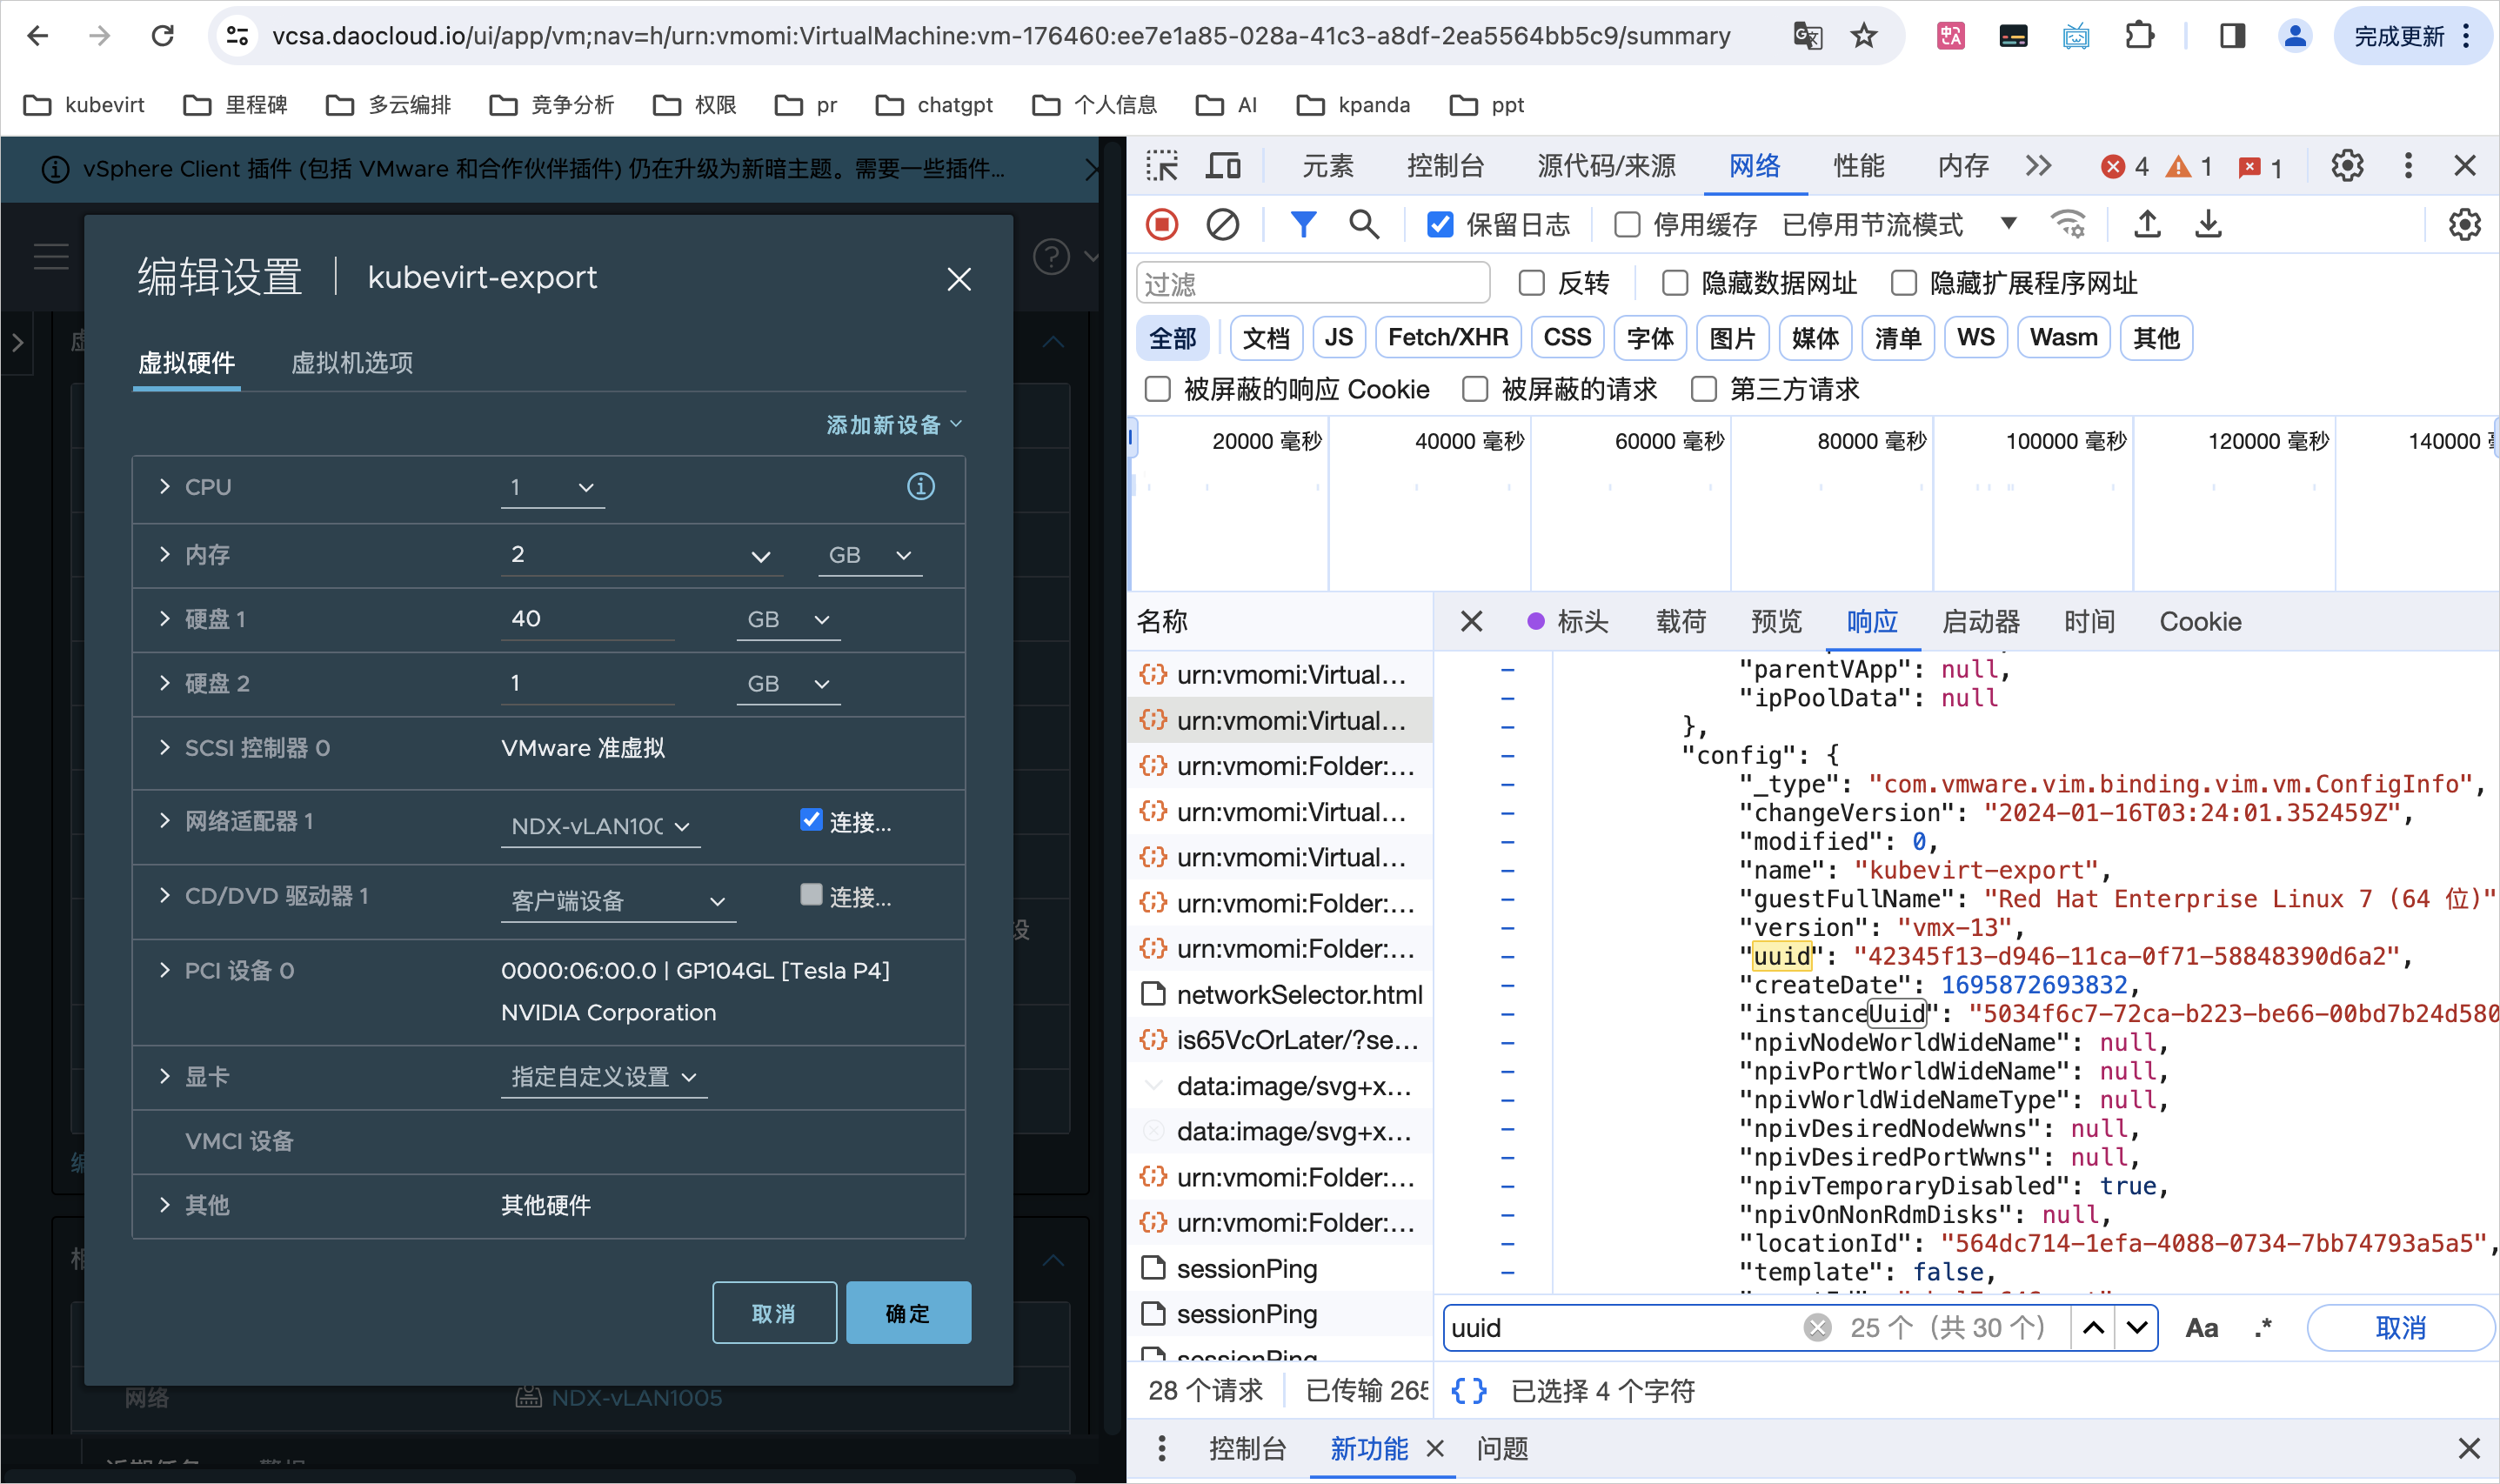 vcsa.daocloud.io/ui/app/vm;nav=h/urn:vmomi:VirtualMachine:vm-176460:ee7e1a85-028a-41c3-a8df-2ea5564bb5c9/summary
完成更新
kubevirt
里程碑
多云编排
竞争分析
权限
pr
chatgpt
个人信息
AI
kpanda
ppt
vSphere Client 插件 (包括 VMware 和合作伙伴插件) 仍在升级为新暗主题。需要一些插件...
编辑设置 | kubevirt-export
虚拟硬件 虚拟机选项
添加新设备
CPU 1
内存 2 GB
硬盘 1 40 GB
硬盘 2 1 GB
SCSI 控制器 0 VMware 准虚拟
网络适配器 1 NDX-vLAN100 连接...
CD/DVD 驱动器 1 客户端设备 连接...
PCI 设备 0 0000:06:00.0 | GP104GL [Tesla P4]
NVIDIA Corporation
显卡 指定自定义设置
VMCI 设备
其他 其他硬件
取消 确定
网络 NDX-vLAN1005
元素 控制台 源代码/来源 网络 性能 内存 4 1 1
保留日志 停用缓存 已停用节流模式
过滤 反转 隐藏数据网址 隐藏扩展程序网址
全部 文档 JS Fetch/XHR CSS 字体 图片 媒体 清单 WS Wasm 其他
被屏蔽的响应 Cookie 被屏蔽的请求 第三方请求
20000 毫秒 40000 毫秒 60000 毫秒 80000 毫秒 100000 毫秒 120000 毫秒 140000
名称
urn:vmomi:Virtual...
urn:vmomi:Virtual...
urn:vmomi:Folder:...
urn:vmomi:Virtual...
urn:vmomi:Virtual...
urn:vmomi:Folder:...
urn:vmomi:Folder:...
networkSelector.html
is65VcOrLater/?se...
data:image/svg+x...
data:image/svg+x...
urn:vmomi:Folder:...
urn:vmomi:Folder:...
sessionPing
sessionPing
sessionPing
标头 载荷 预览 响应 启动器 时间 Cookie
"parentVApp": null,
"ipPoolData": null
},
"config": {
"_type": "com.vmware.vim.binding.vim.vm.ConfigInfo",
"changeVersion": "2024-01-16T03:24:01.352459Z",
"modified": 0,
"name": "kubevirt-export",
"guestFullName": "Red Hat Enterprise Linux 7 (64 位)"
"version": "vmx-13",
"uuid": "42345f13-d946-11ca-0f71-58848390d6a2",
"createDate": 1695872693832,
"instanceUuid": "5034f6c7-72ca-b223-be66-00bd7b24d580
"npivNodeWorldWideName": null,
"npivPortWorldWideName": null,
"npivWorldWideNameType": null,
"npivDesiredNodeWwns": null,
"npivDesiredPortWwns": null,
"npivTemporaryDisabled": true,
"npivOnNonRdmDisks": null,
"locationId": "564dc714-1efa-4088-0734-7bb74793a5a5",
"template": false,
uuid 25 个 (共 30 个) Aa .* 取消
28 个请求 已传输 265 {} 已选择 4 个字符
控制台 新功能 问题